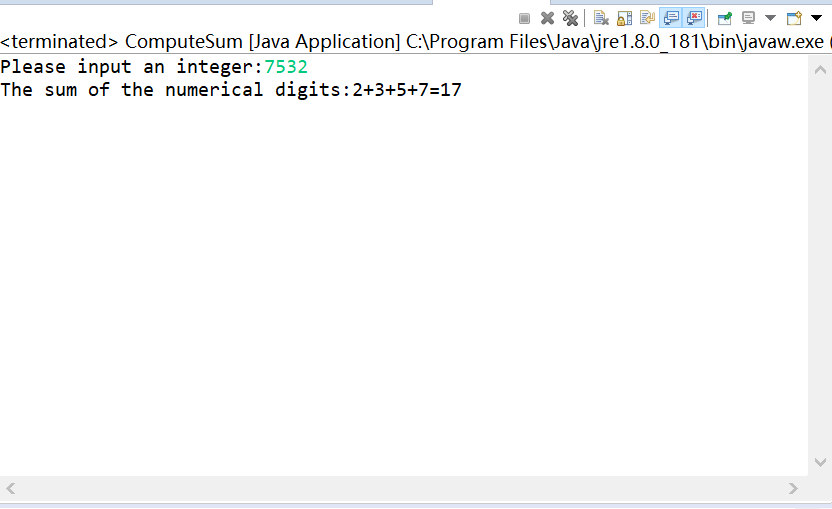 <terminated> ComputeSum [Java Application] C:\Program Files\Java\jre1.8.0_181\bin\javaw.exe (
Please input an integer:7532
The sum of the numerical digits:2+3+5+7=17